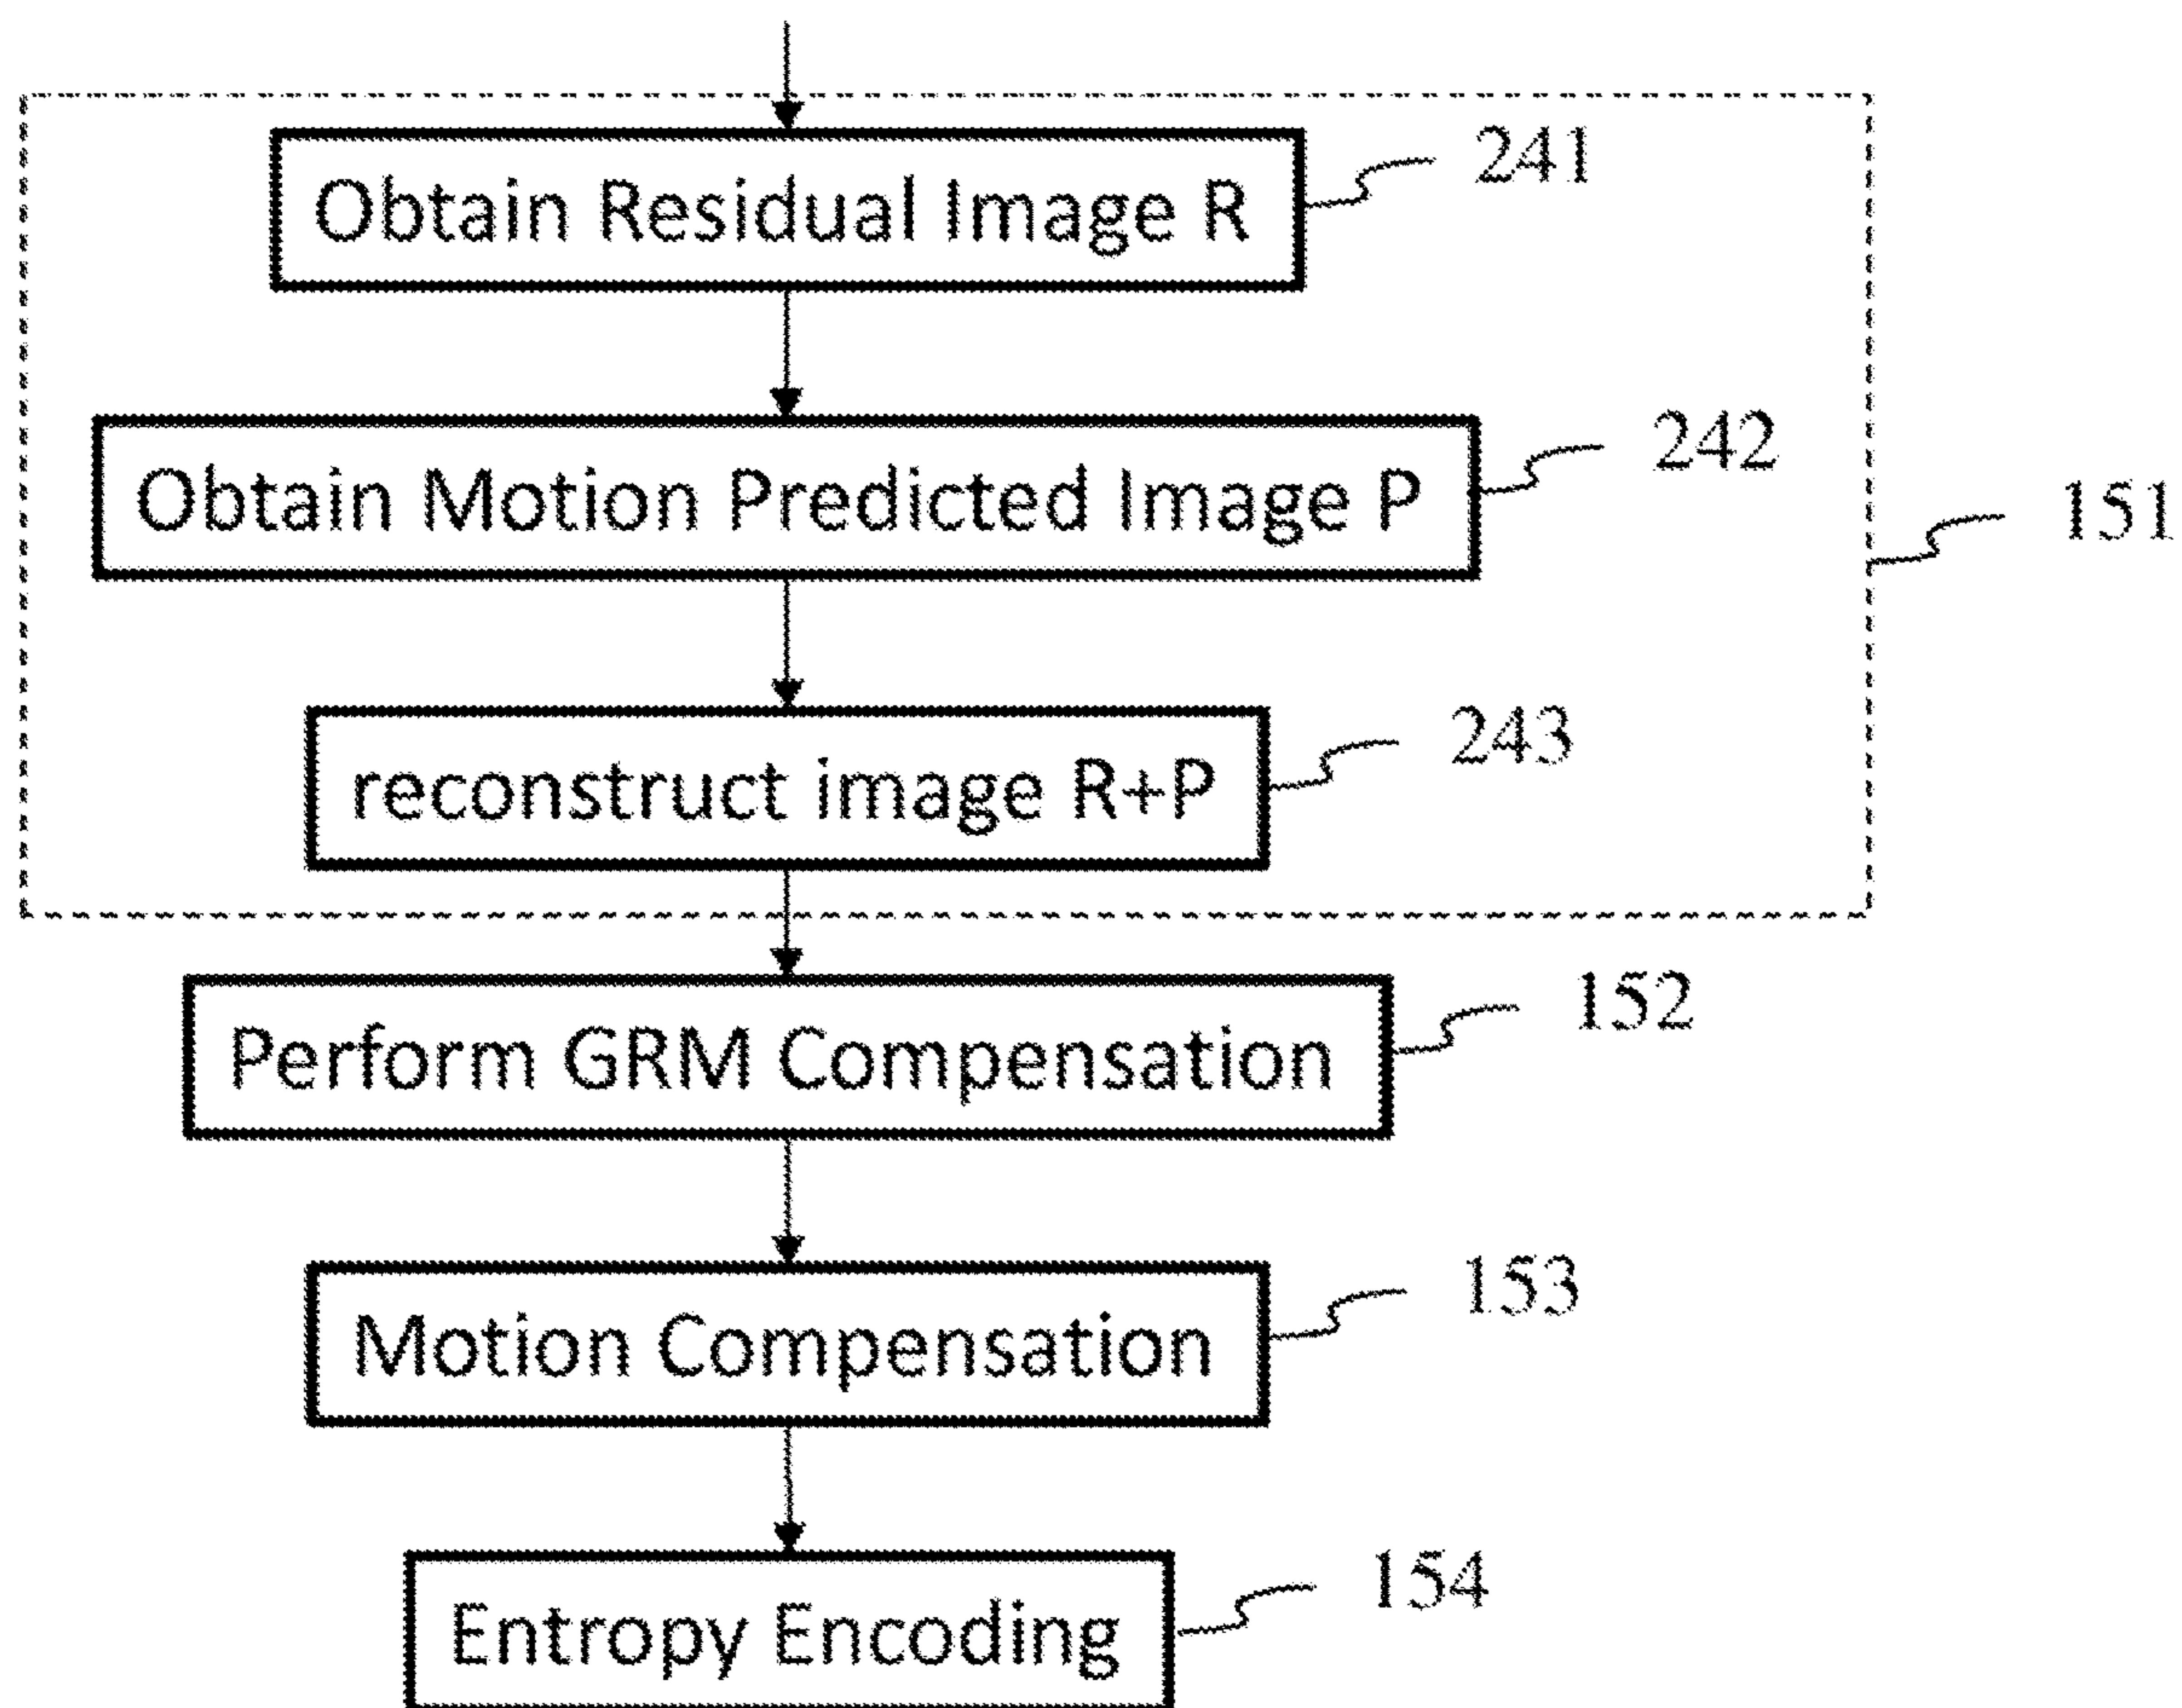 Obtain Residual Image R
241
Obtain Motion Predicted Image P
242
151
reconstruct image R+P
243
Perform GRM Compensation
152
Motion Compensation
153
Entropy Encoding
154